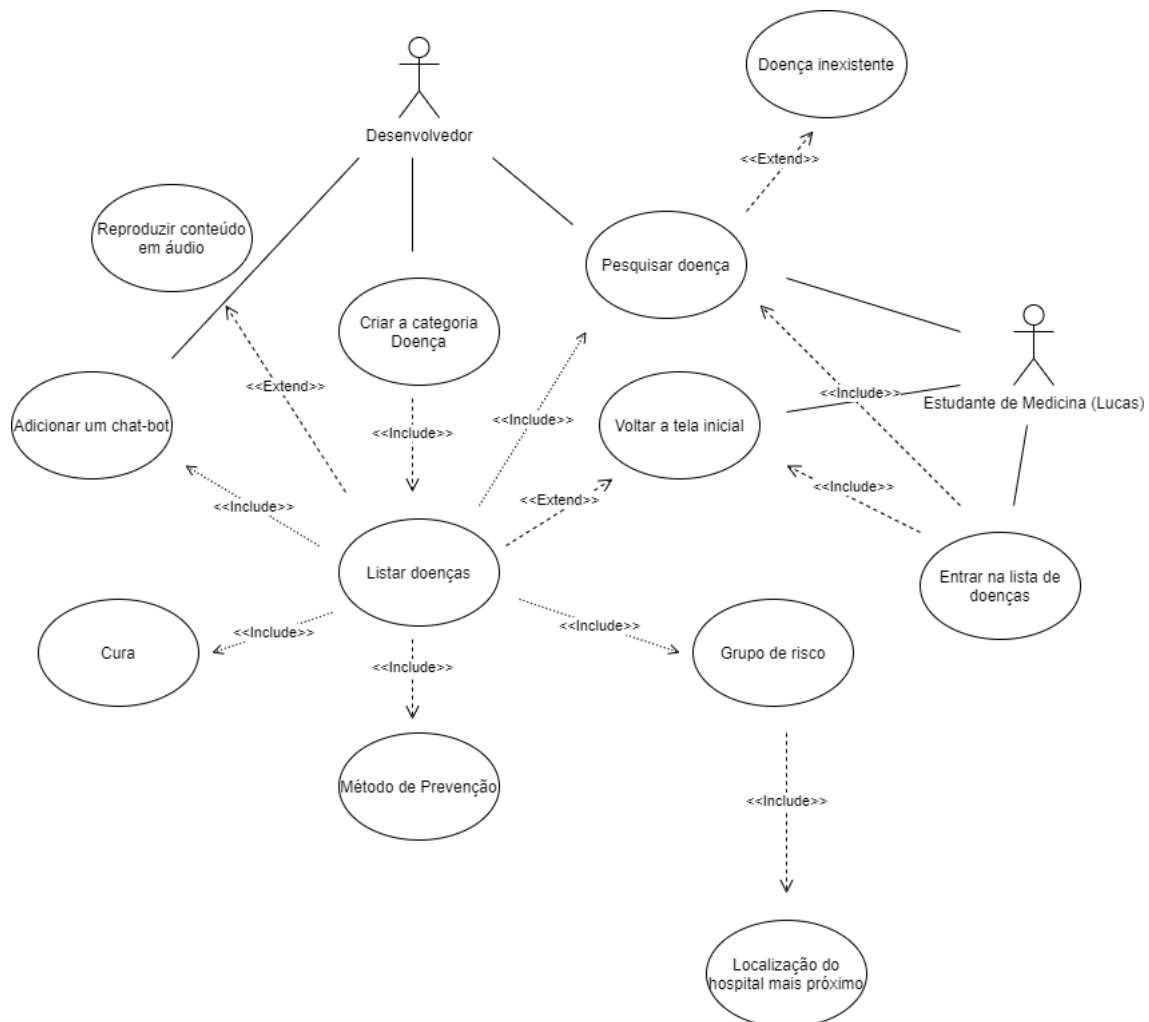 Doença inexistente
Desenvolvedor
<<Extend>>
Reproduzir conteúdo
em áudio
Pesquisar doença
Criar a categoria
Doença
<<Extend>>
<<Include>>
Estudante de Medicina (Lucas)
Adicionar um chat-bot
<<Include>>
<<Include>>
Voltar a tela inicial
<<Include>>
<<Extend>>
<<Include>>
Listar doenças
Entrar na lista de
doenças
<<Include>>
<<Include>>
Cura
<<Include>>
Grupo de risco
Método de Prevenção
<<Include>>
Localização do
hospital mais próximo